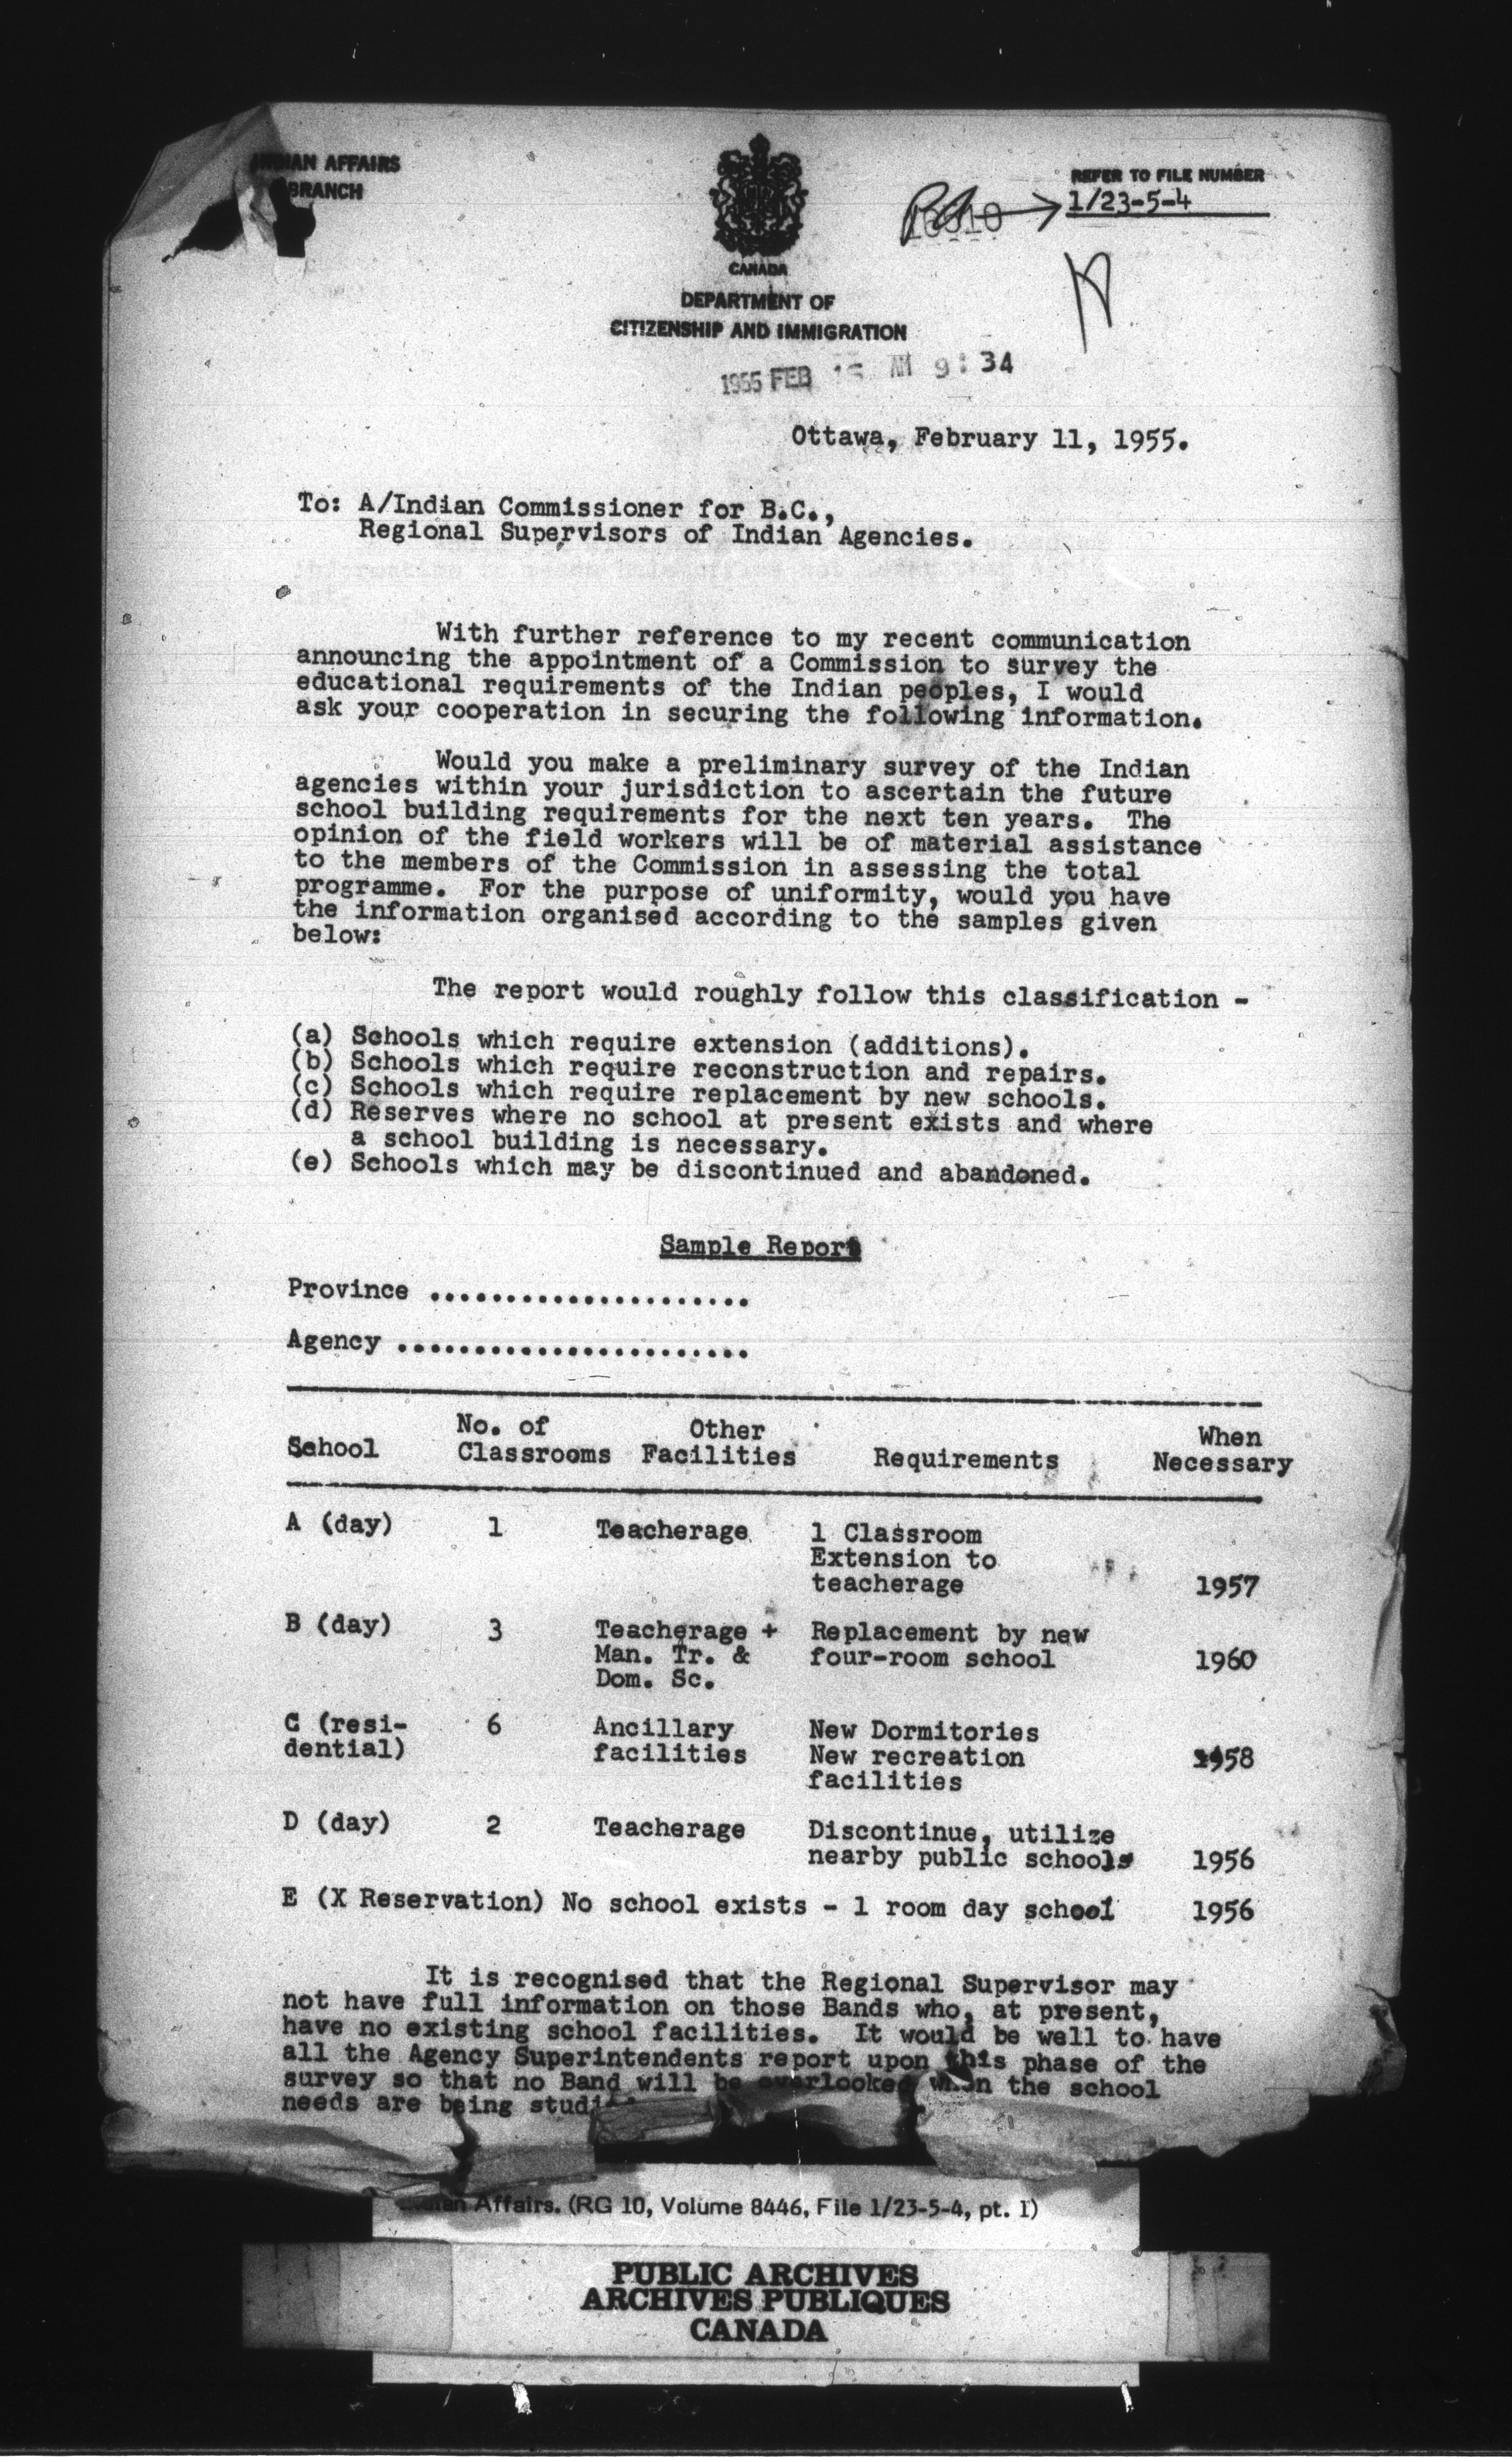 INDIAN AFFAIRS
BRANCH
REFER TO FILE NUMBER
1/23-5-4
CANADA
DEPARTMENT OF
CITIZENSHIP AND IMMIGRATION
1955 FEB 15 AM 9:34
Ottawa, February 11, 1955.
To: A/Indian Commissioner for B.C.,
Regional Supervisors of Indian Agencies.
With further reference to my recent communication
announcing the appointment of a Commission to survey the
educational requirements of the Indian peoples, I would
ask your cooperation in securing the following information.
Would you make a preliminary survey of the Indian
agencies within your jurisdiction to ascertain the future
school building requirements for the next ten years. The
opinion of the field workers will be of material assistance
to the members of the Commission in assessing the total
programme. For the purpose of uniformity, would you have
the information organised according to the samples given
below:
The report would roughly follow this classification -
(a) Schools which require extension (additions).
(b) Schools which require reconstruction and repairs.
(c) Schools which require replacement by new schools.
(d) Reserves where no school at present exists and where
a school building is necessary.
(e) Schools which may be discontinued and abandoned.
Sample Report
Province .....................
Agency .......................
School No. of Classrooms Other Facilities Requirements When Necessary
A (day) 1 Teacherage 1 Classroom
Extension to
teacherage 1957
B (day) 3 Teacherage + Replacement by new
Man. Tr. & four-room school 1960
Dom. Sc.
C (resi- 6 Ancillary New Dormitories
dential) facilities New recreation 1958
facilities
D (day) 2 Teacherage Discontinue, utilize
nearby public schools 1956
E (X Reservation) No school exists - 1 room day school 1956
It is recognised that the Regional Supervisor may
not have full information on those Bands who, at present,
have no existing school facilities. It would be well to have
all the Agency Superintendents report upon this phase of the
survey so that no Band will be overlooked when the school
needs are being
Indian Affairs. (RG 10, Volume 8446, File 1/23-5-4, pt. 1)
PUBLIC ARCHIVES
ARCHIVES PUBLIQUES
CANADA